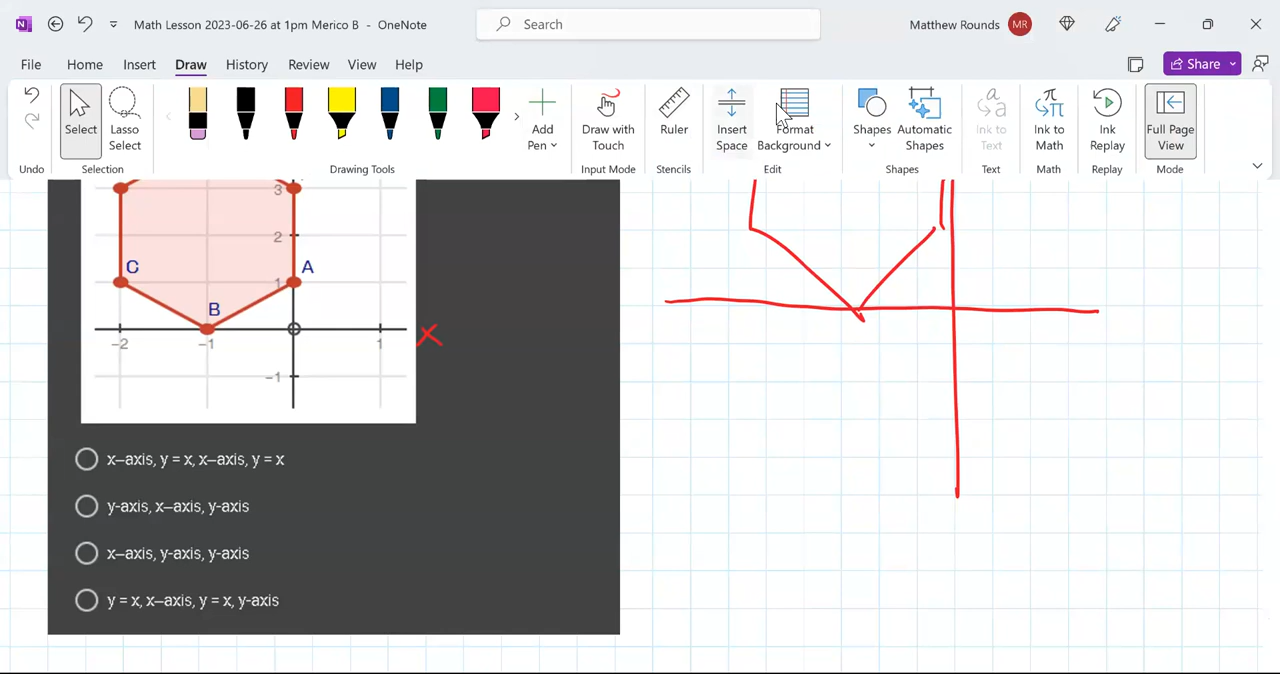 Math Lesson 2023-06-26 at 1pm Merico B - OneNote
Search
Matthew Rounds MR
File Home Insert Draw History Review View Help
Share
Select
Lasso Select
Add Pen
Draw with Touch
Ruler
Insert Space
Format Background
Shapes
Automatic Shapes
Ink to Text
Ink to Math
Ink Replay
Full Page View
Undo
Selection
Drawing Tools
Input Mode
Stencils
Edit
Shapes
Text
Math
Replay
Mode
3
2
C
A
1
B
-2
-1
1
X
-1
x–axis, y = x, x–axis, y = x
y-axis, x–axis, y-axis
x–axis, y-axis, y-axis
y = x, x–axis, y = x, y-axis